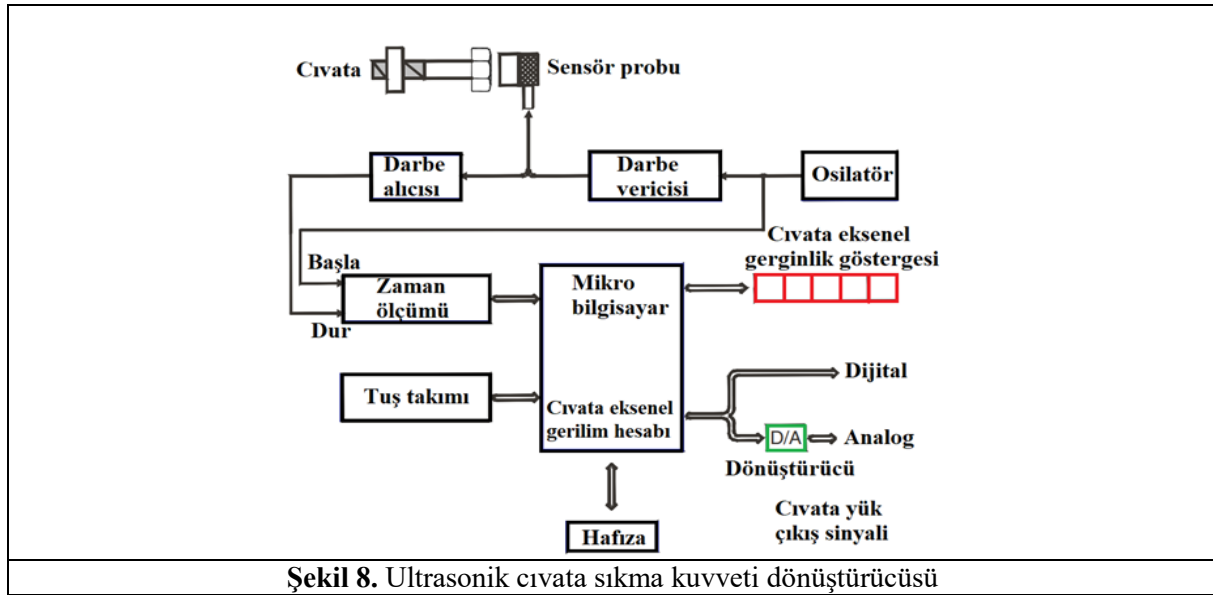 Cıvata
Sensör probu
Darbe
alıcısı
Darbe
vericisi
Osilatör
Cıvata eksenel
gerginlik göstergesi
Başla
Zaman
ölçümü
Dur
Mikro
bilgisayar
Tuş takımı
Cıvata eksenel
gerilim hesabı
Dijital
D/A
Analog
Dönüştürücü
Cıvata yük
çıkış sinyali
Hafıza
Şekil 8. Ultrasonik cıvata sıkma kuvveti dönüştürücüsü